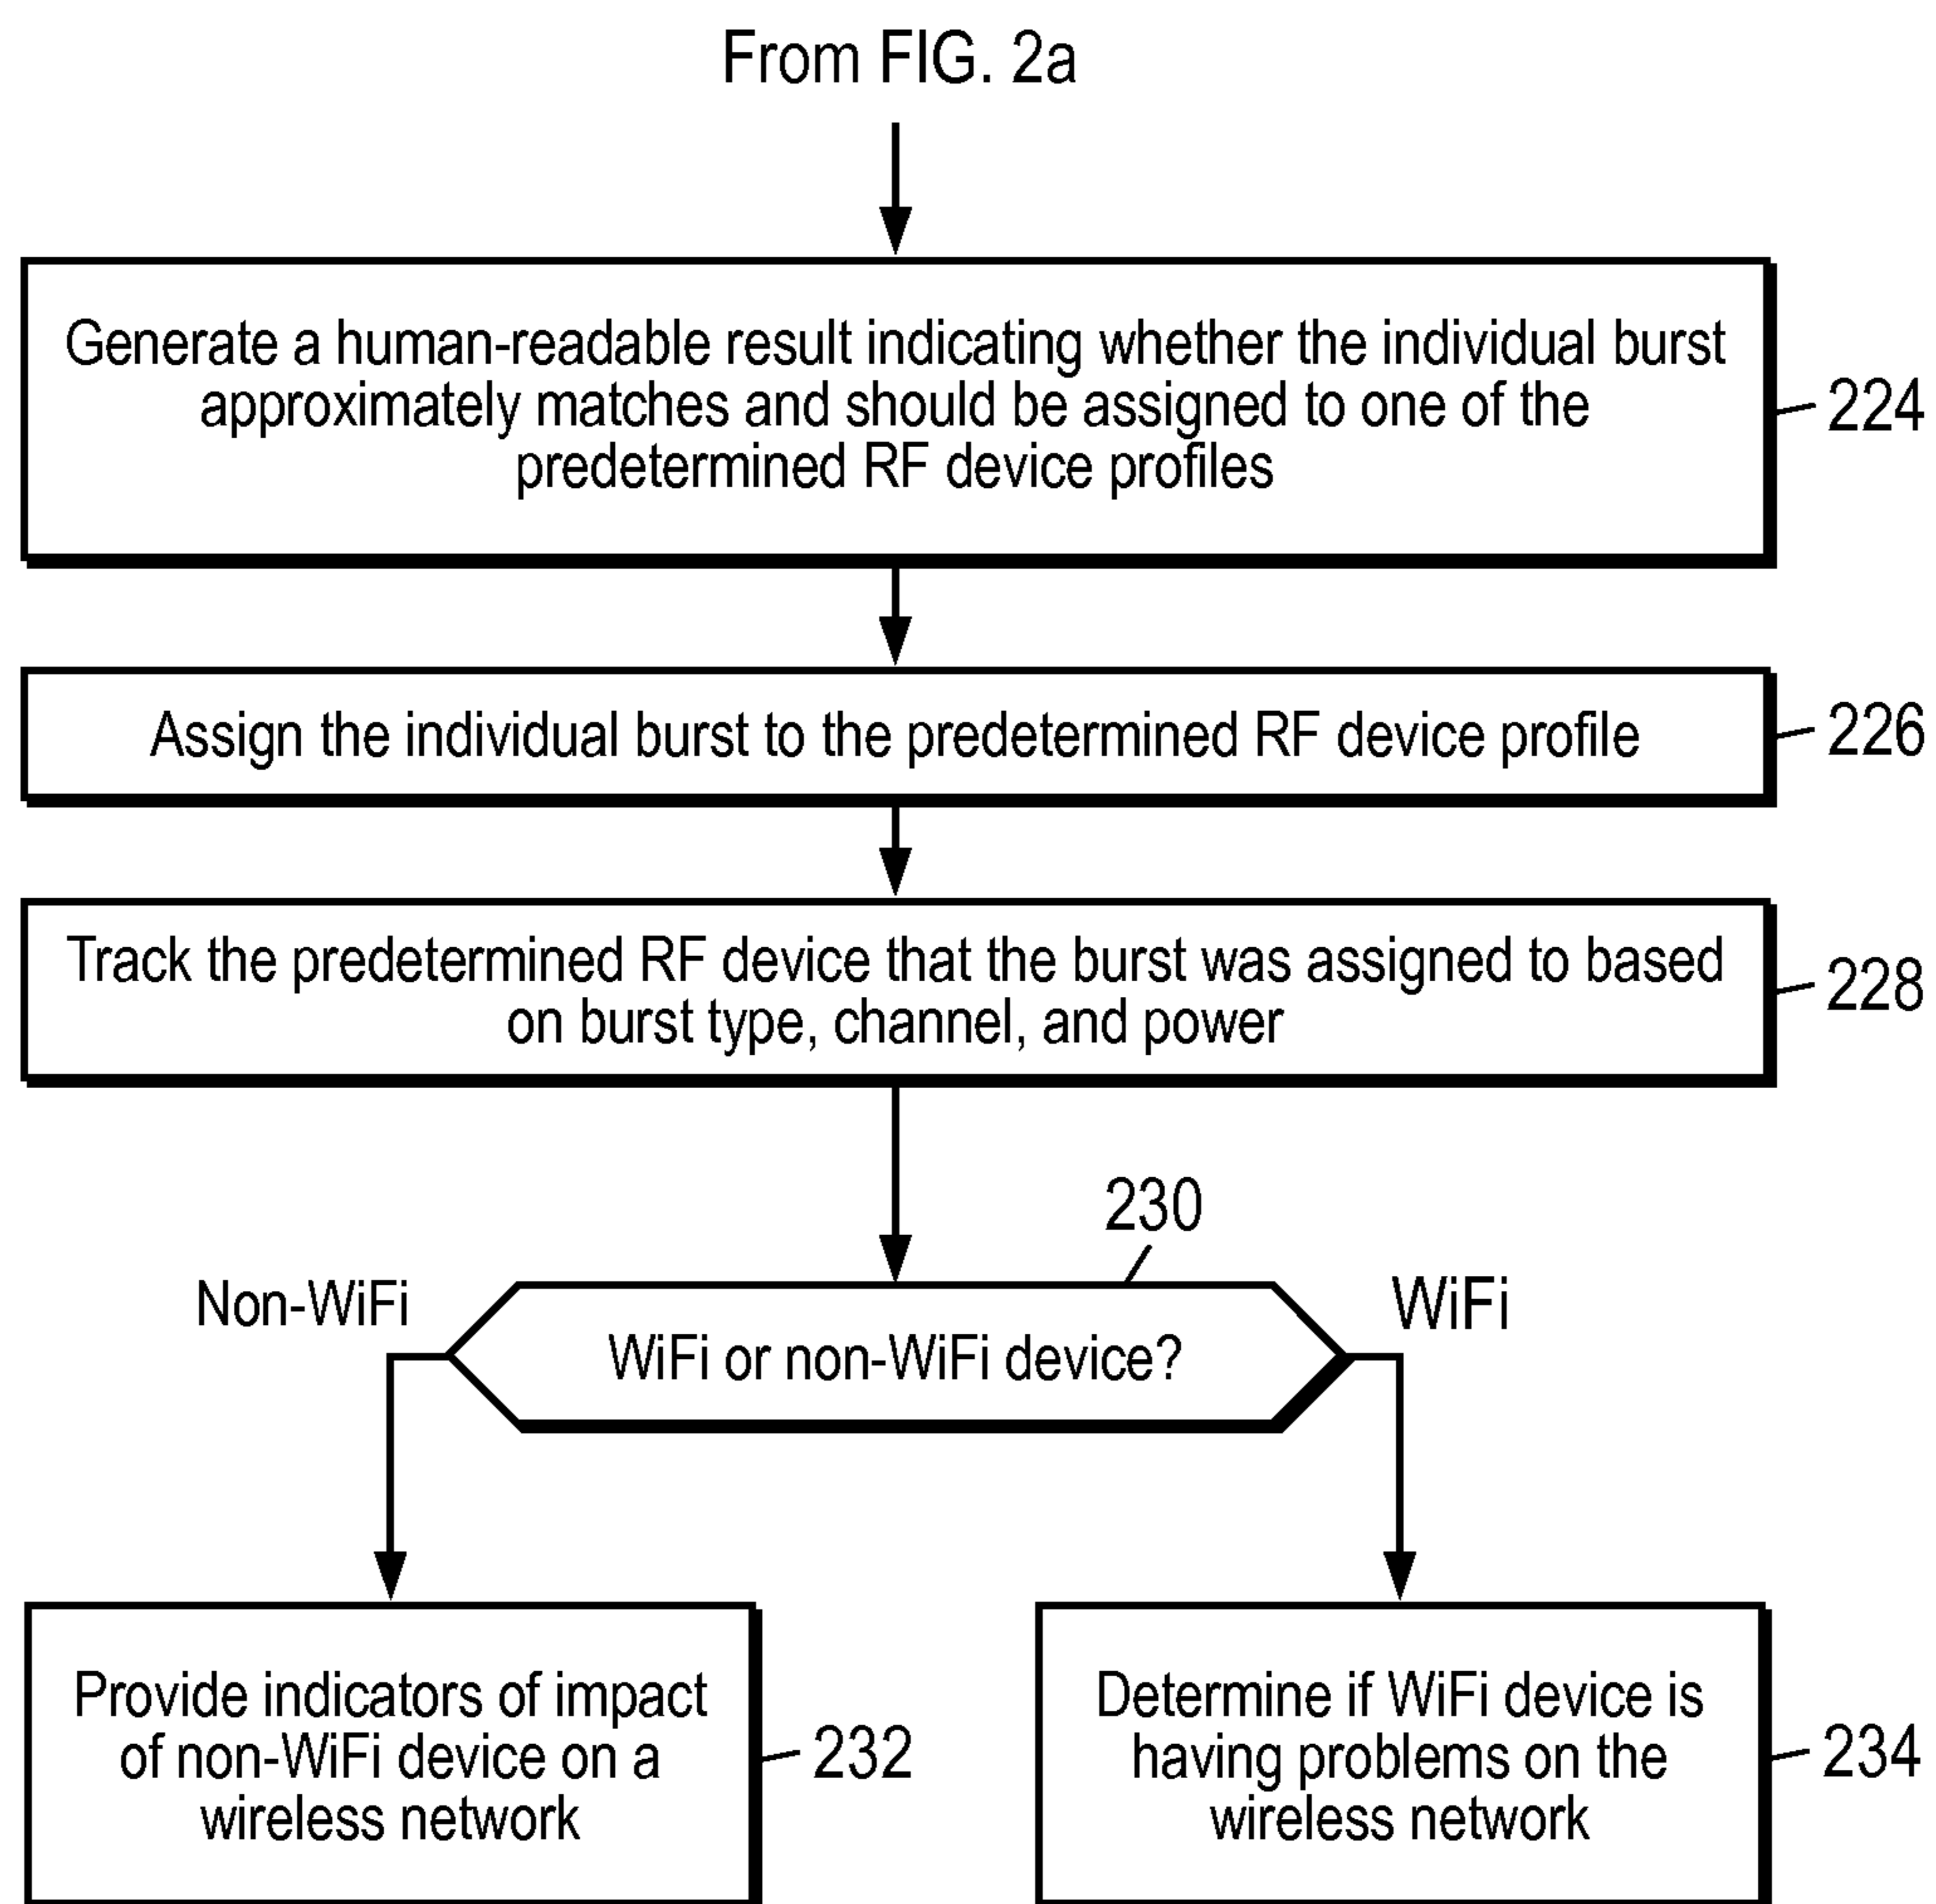 From FIG. 2a
Generate a human-readable result indicating whether the individual burst
approximately matches and should be assigned to one of the
predetermined RF device profiles
224
Assign the individual burst to the predetermined RF device profile
226
Track the predetermined RF device that the burst was assigned to based
on burst type, channel, and power
228
230
Non-WiFi
WiFi or non-WiFi device?
WiFi
Provide indicators of impact
of non-WiFi device on a
wireless network
232
Determine if WiFi device is
having problems on the
wireless network
234